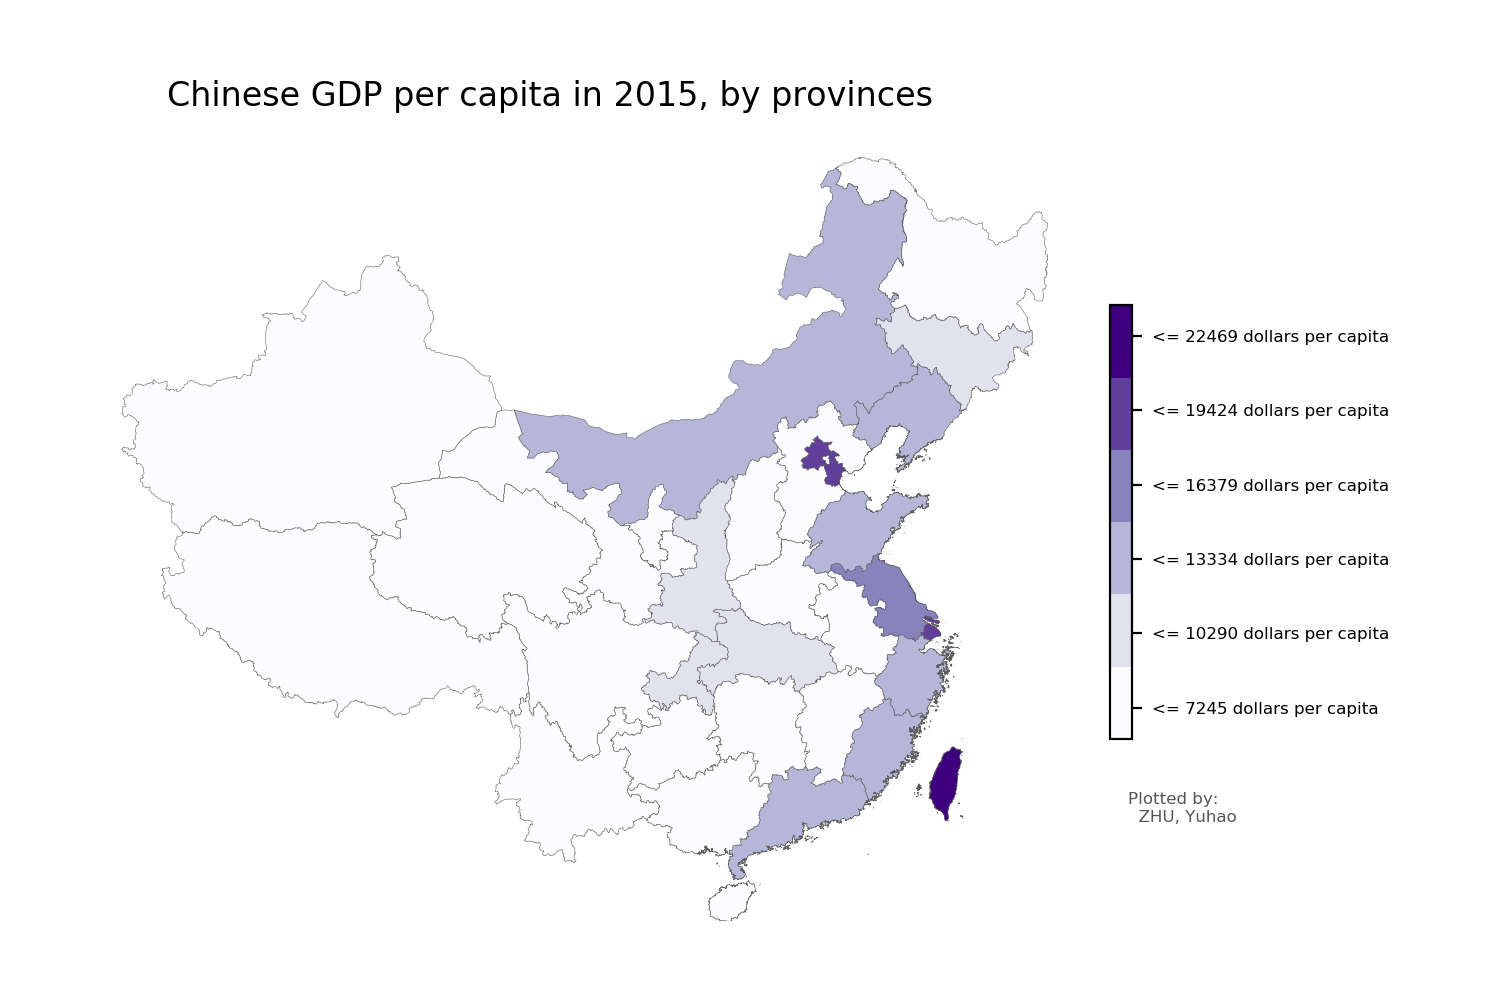 Chinese GDP per capita in 2015, by provinces
<= 22469 dollars per capita
<= 19424 dollars per capita
<= 16379 dollars per capita
<= 13334 dollars per capita
<= 10290 dollars per capita
<= 7245 dollars per capita
Plotted by:
ZHU, Yuhao